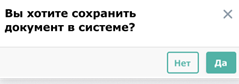 Вы хотите сохранить
документ в системе?
Нет
Да